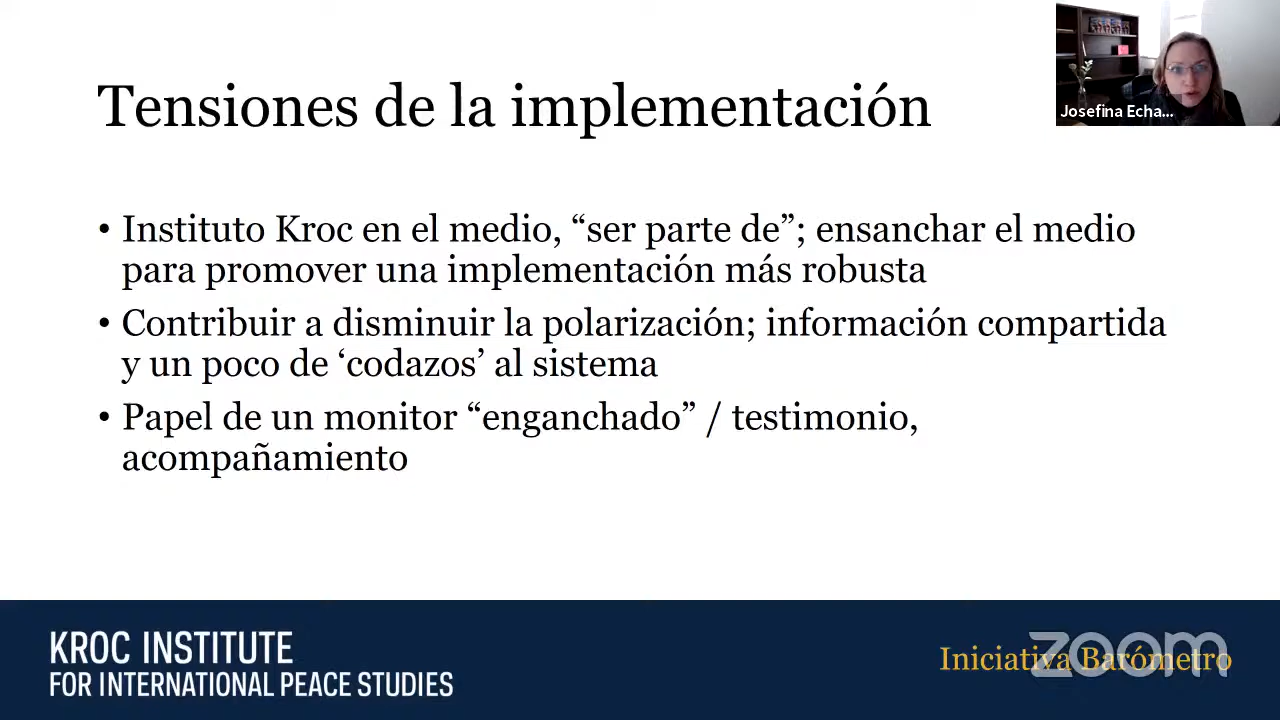 Tensiones de la implementación
Josefina Echa...
• Instituto Kroc en el medio, “ser parte de”; ensanchar el medio
para promover una implementación más robusta
• Contribuir a disminuir la polarización; información compartida
y un poco de ‘codazos’ al sistema
• Papel de un monitor “enganchado” / testimonio,
acompañamiento
KROC INSTITUTE
FOR INTERNATIONAL PEACE STUDIES
Iniciativa Barómetro
zoom